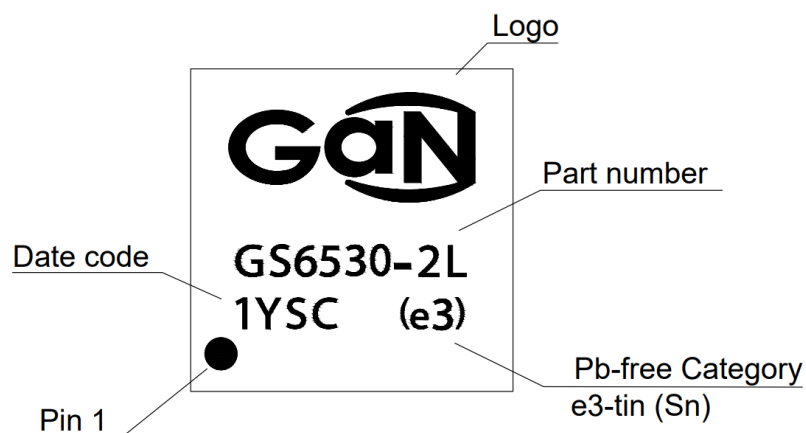 Logo
GaN
Part number
GS6530-2L
Date code
1YSC (e3)
Pb-free Category
e3-tin (Sn)
Pin 1